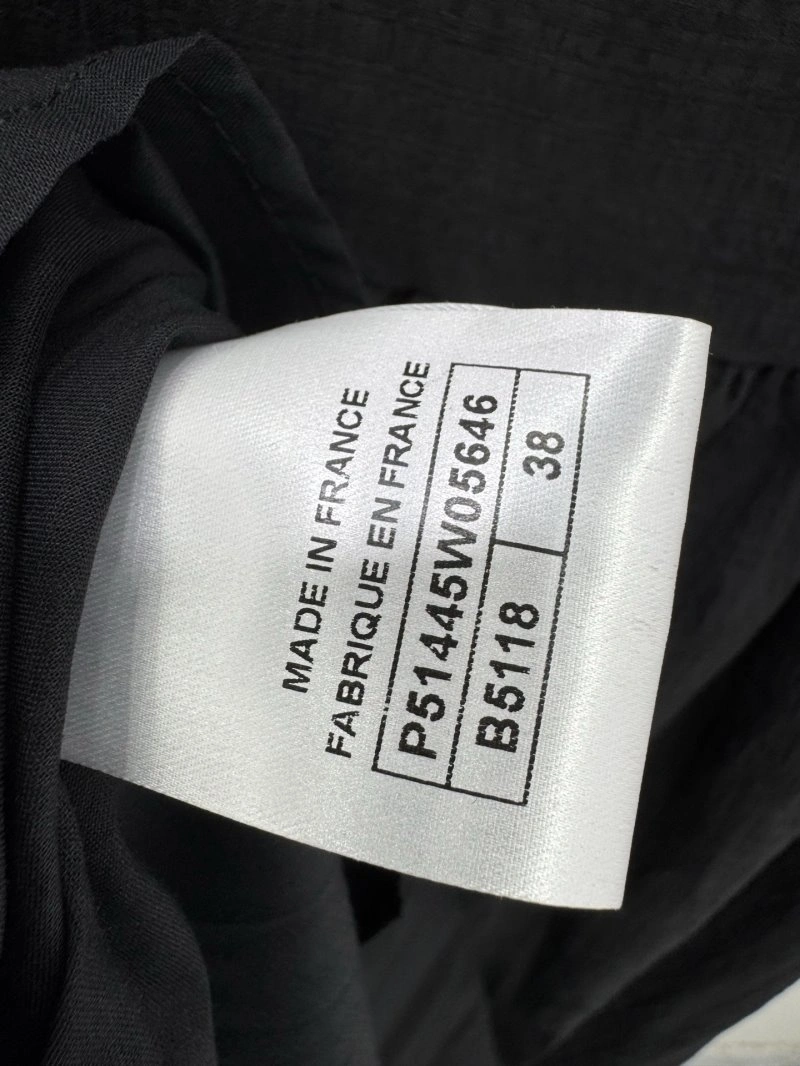 MADE IN FRANCE
FABRIQUE EN FRANCE
P51445W05646
B5118 38